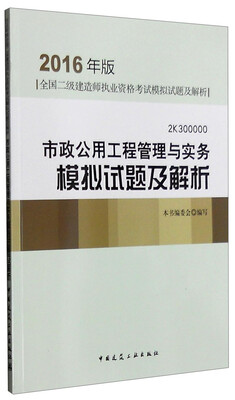 2016年版
|全国二级建造师执业资格考试模拟试题及解析|
2K300000
市政公用工程管理与实务
模拟试题及解析
本书编委会◎编写
中国建筑工业出版社